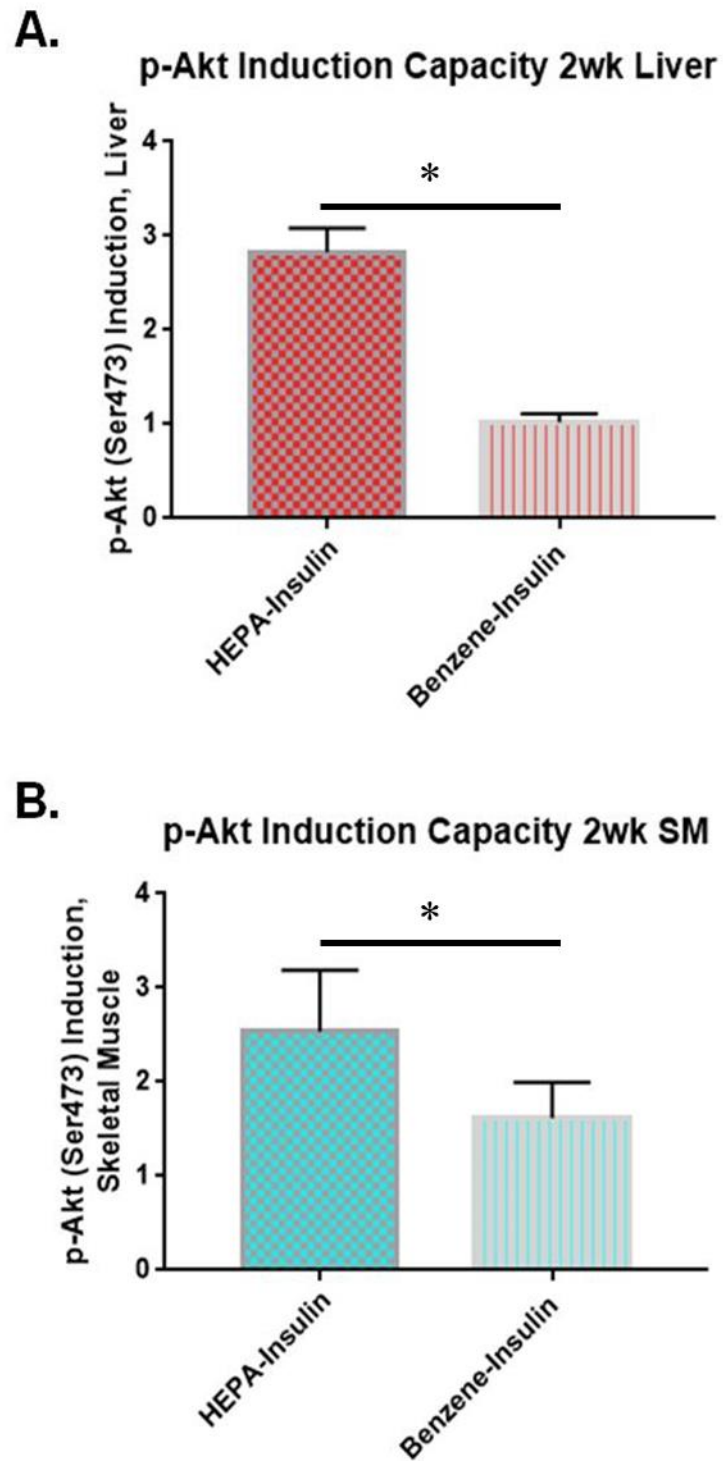 A.
p-Akt Induction Capacity 2wk Liver
p-Akt (Ser473) Induction, Liver
4
3
2
1
0
*
HEPA-Insulin
Benzene-Insulin
B.
p-Akt Induction Capacity 2wk SM
p-Akt (Ser473) Induction,
Skeletal Muscle
4
3
2
1
0
*
HEPA-Insulin
Benzene-Insulin